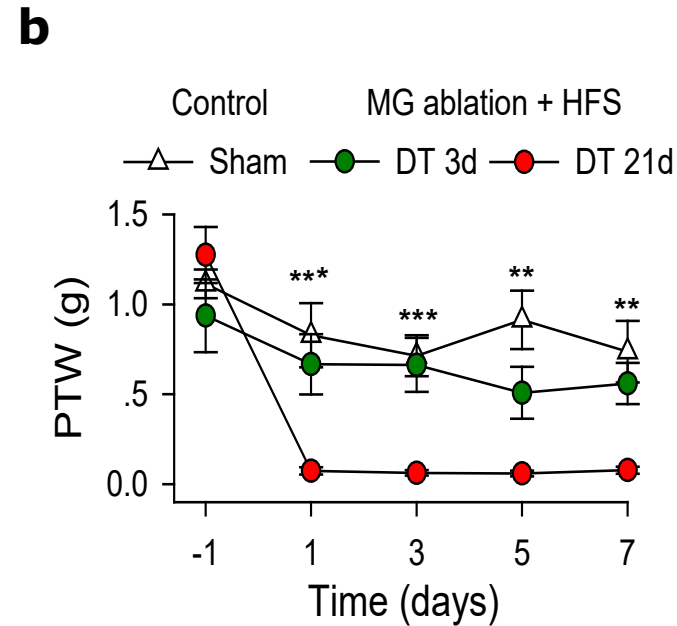 b
Control MG ablation + HFS
Sham DT 3d DT 21d
1.5
1.0
.5
0.0
PTW (g)
***
***
**
**
-1 1 3 5 7
Time (days)